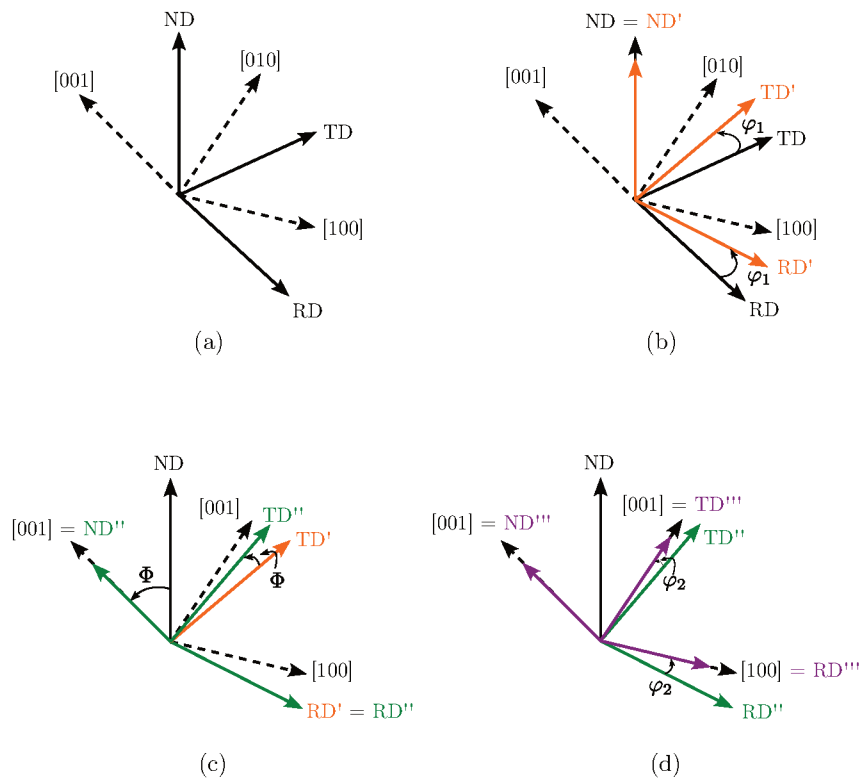 ND
[010]
[001]
TD
[100]
RD
(a)
ND = ND'
[010]
[001]
TD'
φ1
TD
[100]
RD'
φ1
RD
(b)
ND
[001]
TD''
[001] = ND''
TD'
Φ
Φ
[100]
RD' = RD''
(c)
ND
[001] = TD'''
[001] = ND'''
TD''
φ2
[100] = RD'''
φ2
RD''
(d)